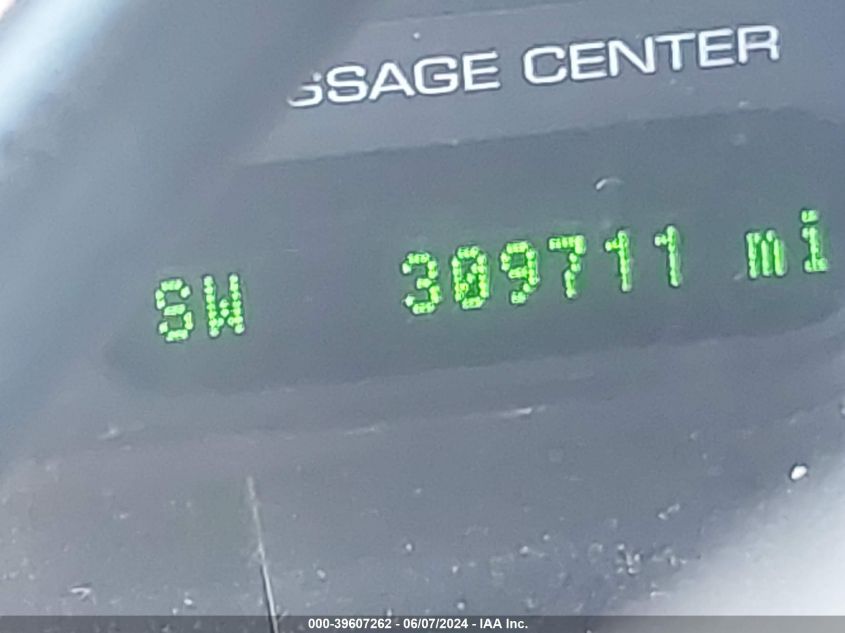 SSAGE CENTER
SW 309711 mi
000-39607262 - 06/07/2024 - IAA Inc.